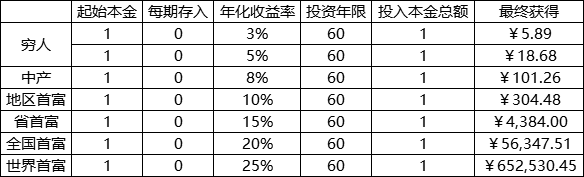 起始本金 每期存入 年化收益率 投资年限 投入本金总额 最终获得
穷人 1 0 3% 60 1 ￥5.89
1 0 5% 60 1 ￥18.68
中产 1 0 8% 60 1 ￥101.26
地区首富 1 0 10% 60 1 ￥304.48
省首富 1 0 15% 60 1 ￥4,384.00
全国首富 1 0 20% 60 1 ￥56,347.51
世界首富 1 0 25% 60 1 ￥652,530.45